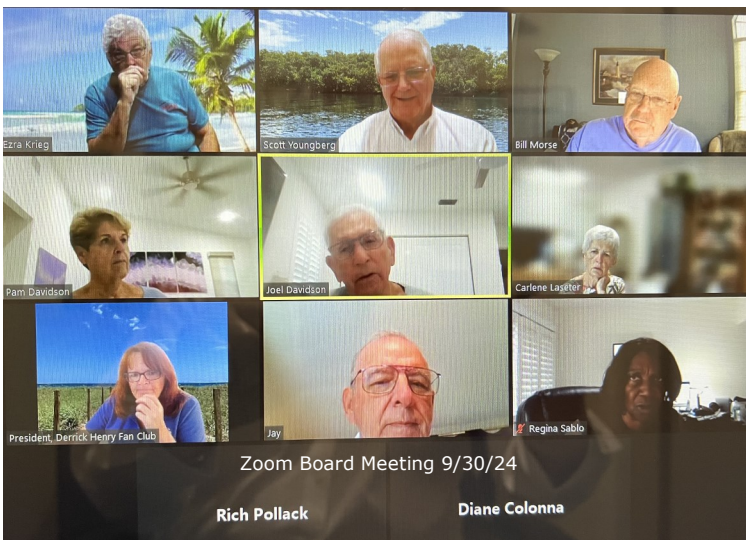 Ezra Krieg
Scott Youngberg
Bill Morse
Pam Davidson
Joel Davidson
Carlene Laseter
President, Derrick Henry Fan Club
Jay
Regina Sablo
Zoom Board Meeting 9/30/24
Rich Pollack
Diane Colonna